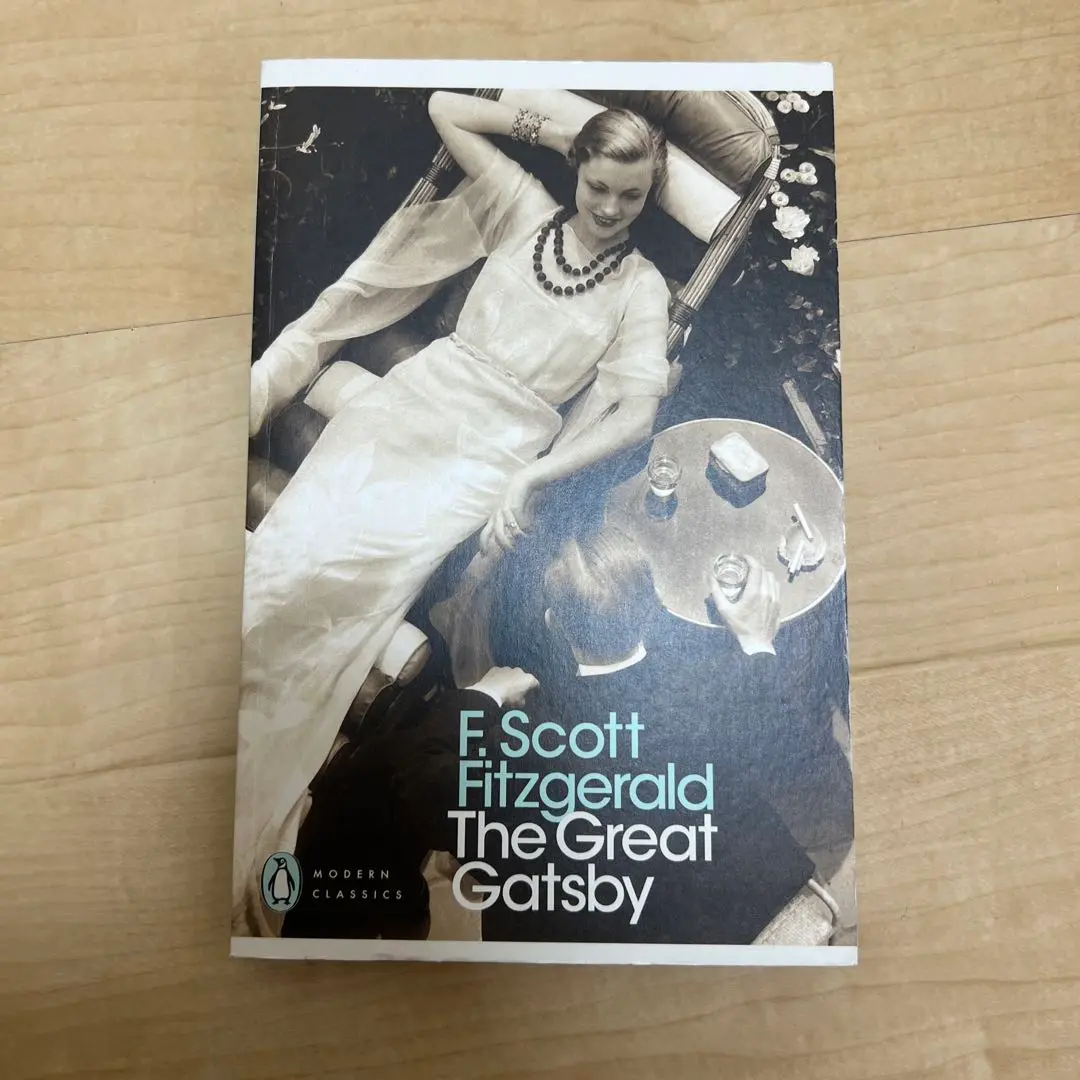 F. Scott
Fitzgerald
The Great
Gatsby
MODERN
CLASSICS